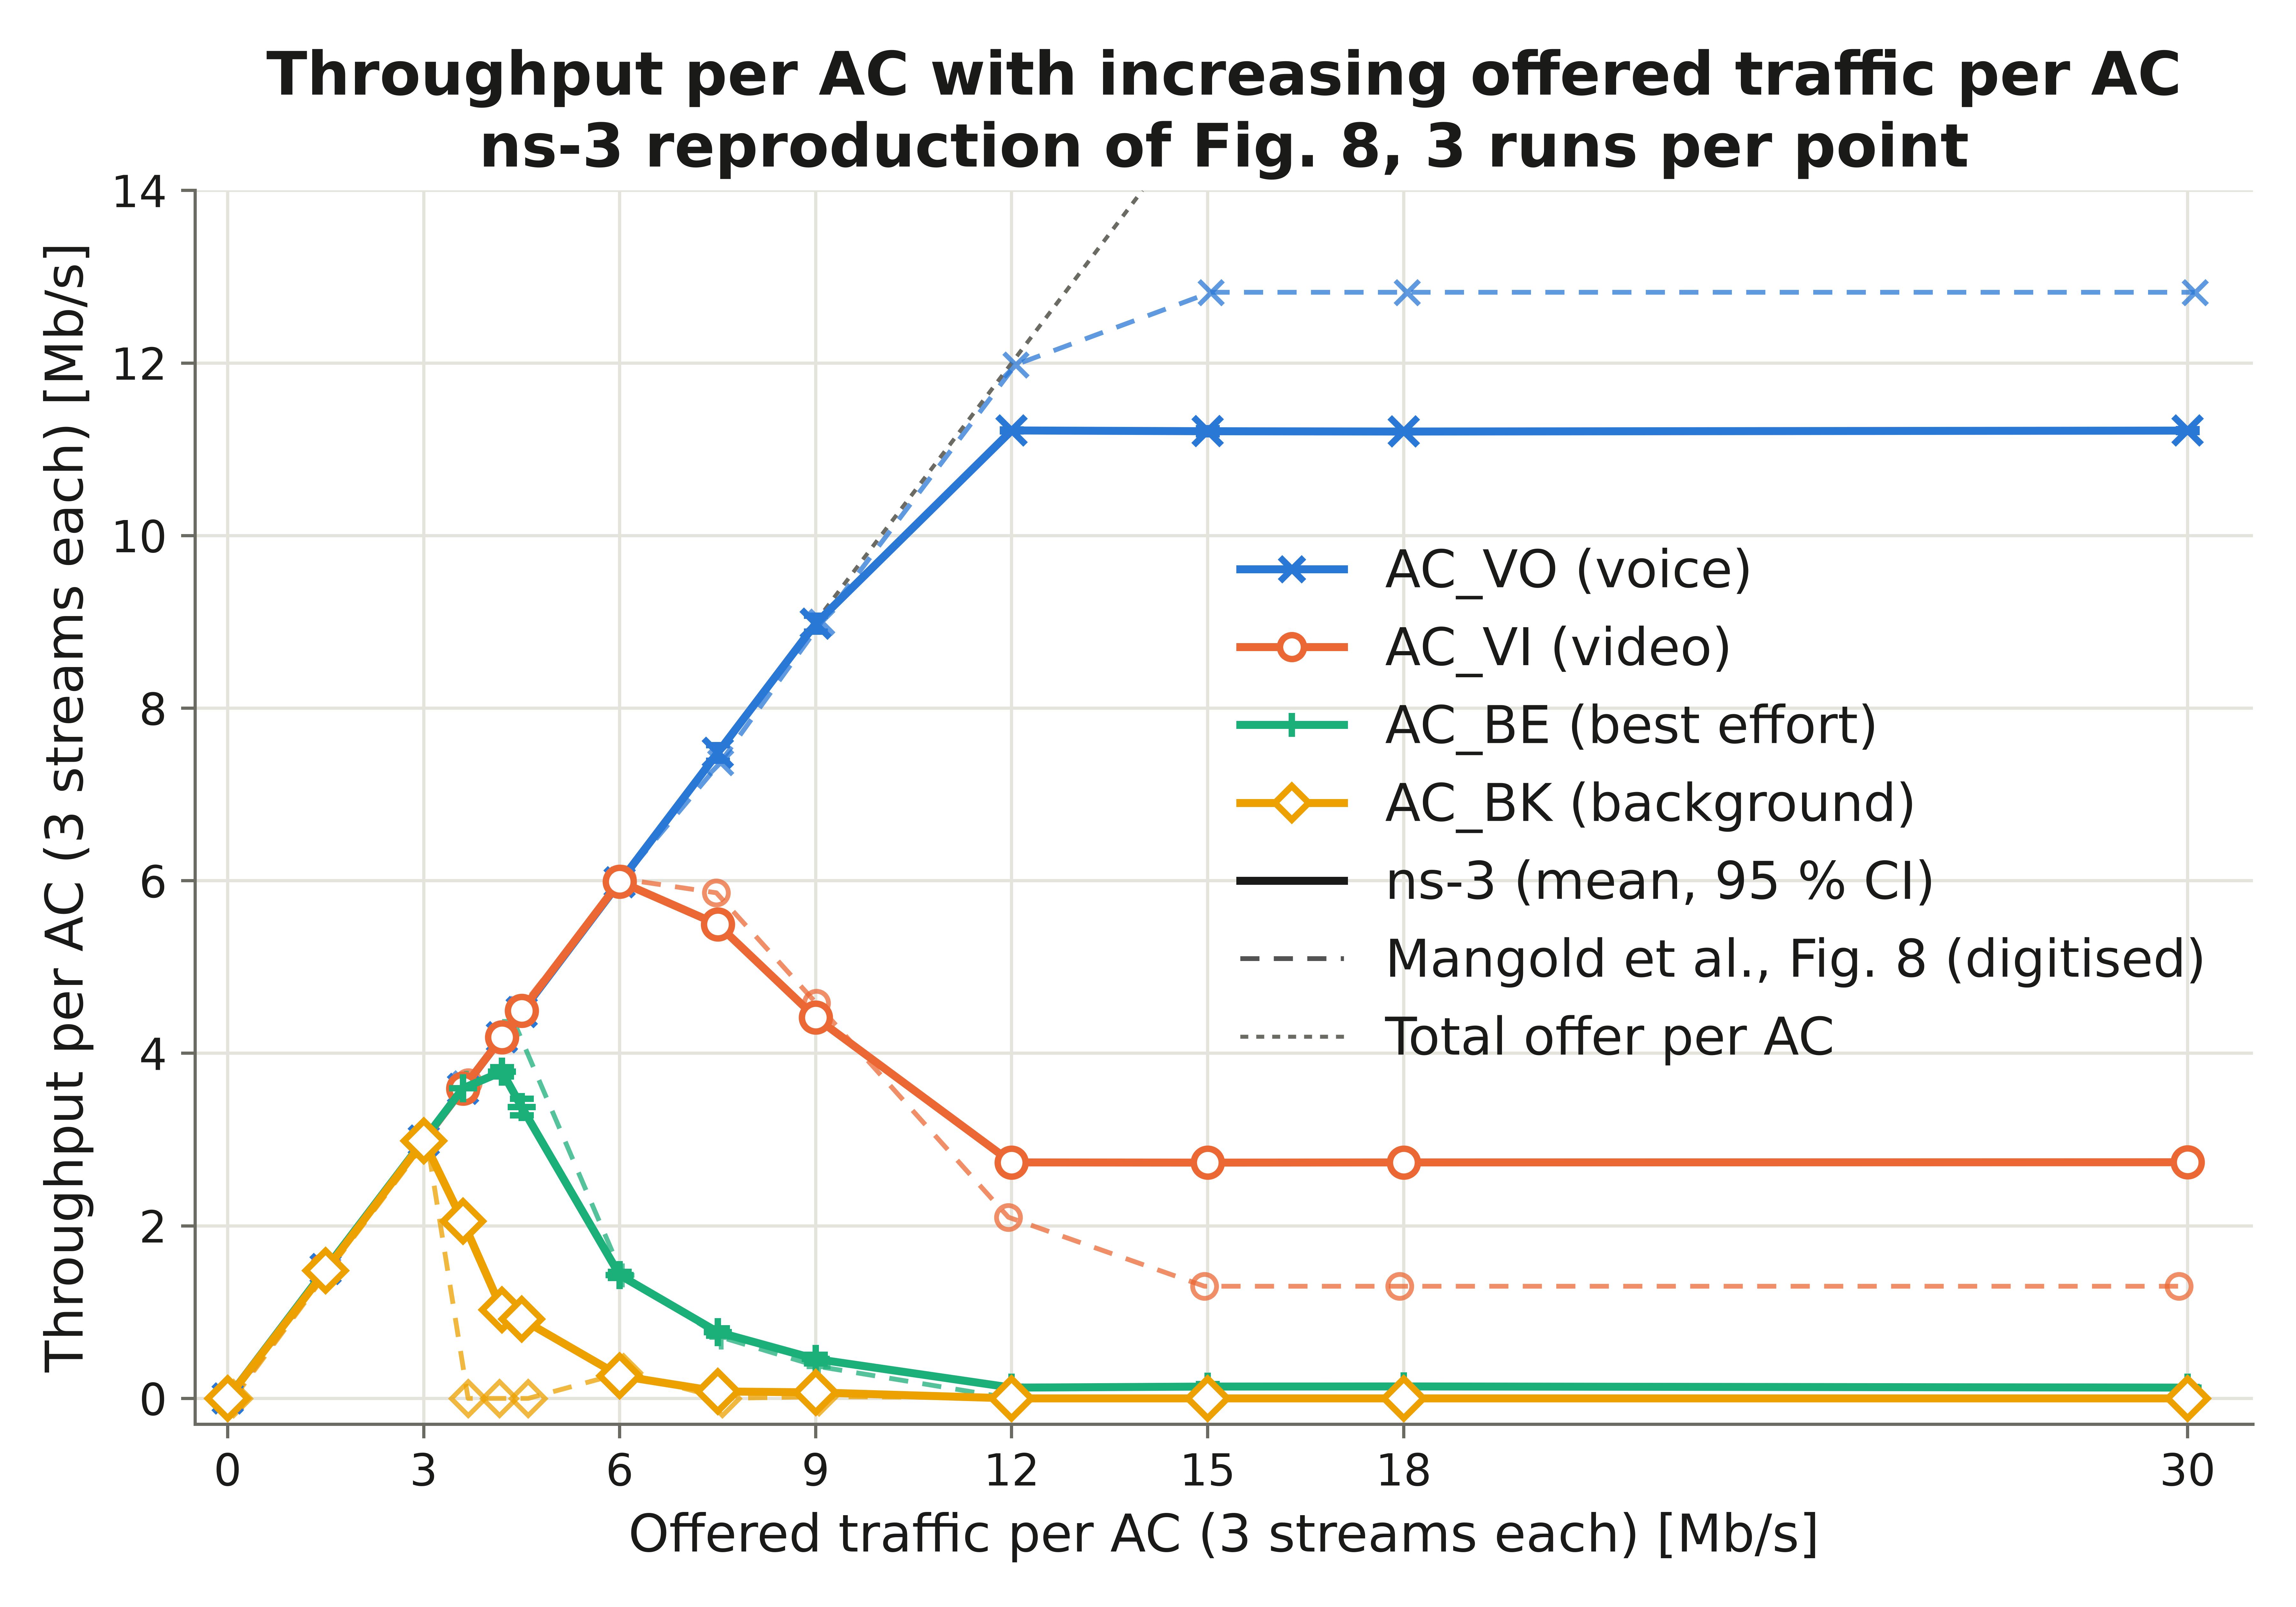 Throughput per AC with increasing offered traffic per AC
ns-3 reproduction of Fig. 8, 3 runs per point
Throughput per AC (3 streams each) [Mb/s]
14
12
10
8
6
4
2
0
AC_VO (voice)
AC_VI (video)
AC_BE (best effort)
AC_BK (background)
ns-3 (mean, 95 % CI)
Mangold et al., Fig. 8 (digitised)
Total offer per AC
0 3 6 9 12 15 18 30
Offered traffic per AC (3 streams each) [Mb/s]